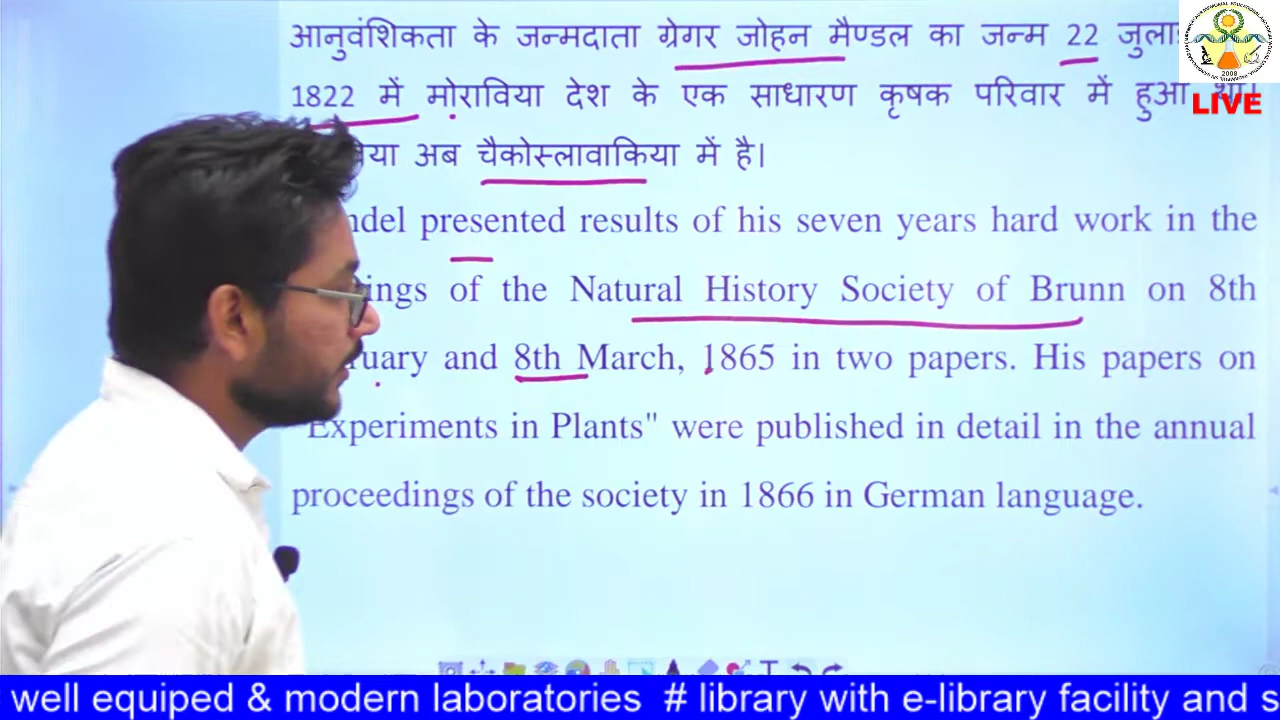 आनुवंशिकता के जन्मदाता ग्रेगर जोहन मैण्डल का जन्म 22
1822 में मोराविया देश के एक साधारण कृषक परिवार में हुआ था।
अब चैकोस्लावाकिया में है।
presented results of his seven years hard work in the
of the Natural History Society of Brunn on 8th
and 8th March, 1865 in two papers. His papers on
"Experiments in Plants" were published in detail in the annual
proceedings of the society in 1866 in German language.
2008
LIVE
well equiped & modern laboratories # library with e-library facility and s